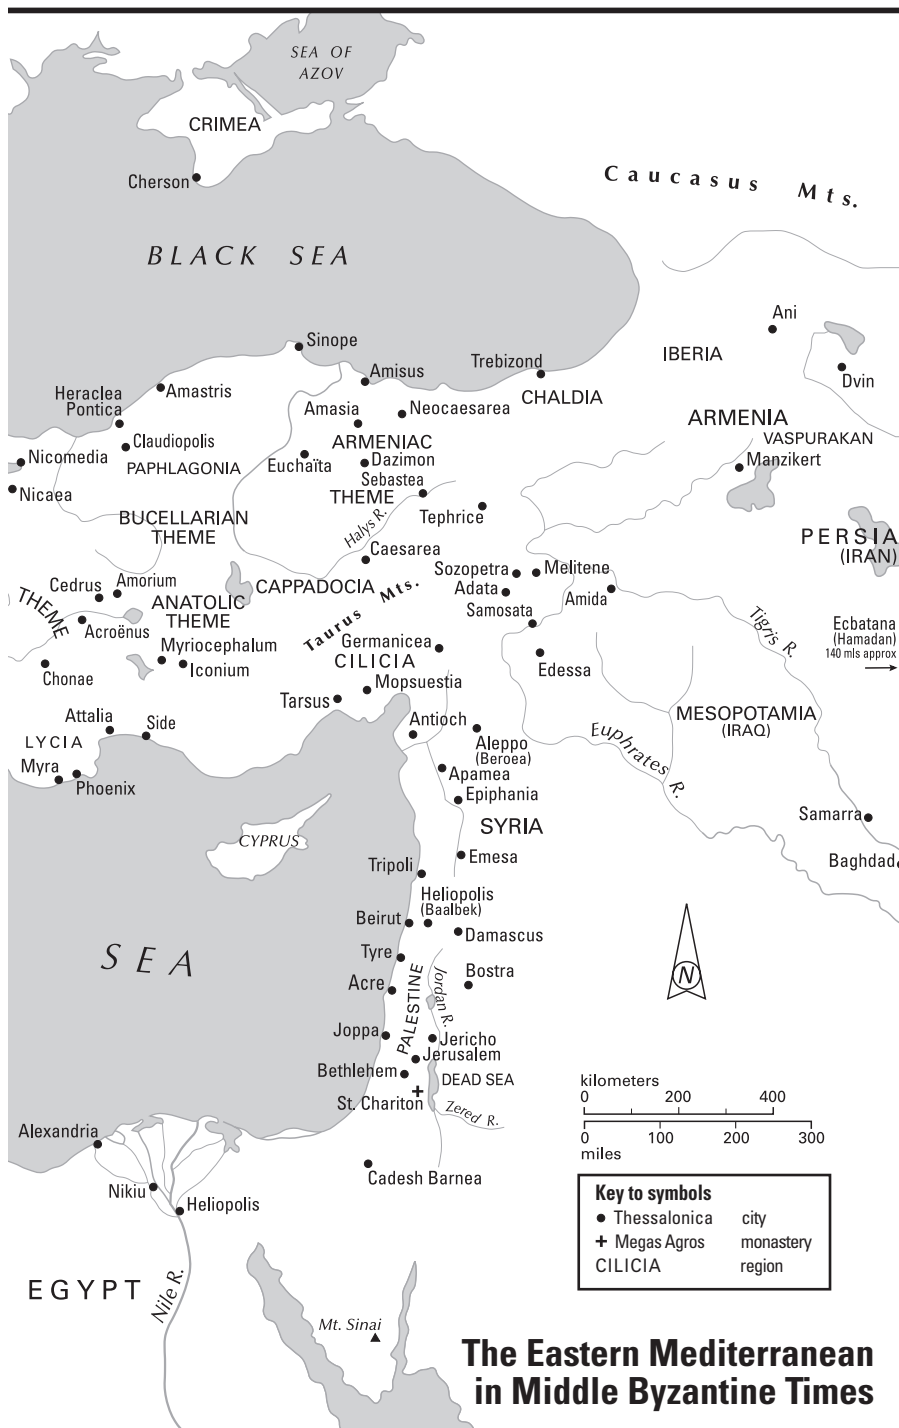 SEA OF
AZOV
CRIMEA
Cherson
Caucasus Mts.
BLACK SEA
Ani
Sinope
IBERIA
Trebizond
Amisus
Dvin
Heraclea
Pontica
Amastris
CHALDIA
Amasia
Neocaesarea
ARMENIA
Claudiopolis
ARMENIAC
VASPURAKAN
Nicomedia
PAPHLAGONIA
Euchaïta
Dazimon
Manzikert
Sebastea
Nicaea
THEME
BUCELLARIAN
THEME
Halys R.
Tephrice
PERSIA
(IRAN)
Caesarea
Sozopetra
Melitene
Cedrus
Amorium
CAPPADOCIA
Adata
Amida
THEME
ANATOLIC
THEME
Taurus Mts.
Samosata
Tigris R.
Acroënus
Ecbatana
(Hamadan)
140 mls approx
Myriocephalum
Germanicea
Iconium
CILICIA
Edessa
Chonae
Mopsuestia
Tarsus
MESOPOTAMIA
(IRAQ)
Attalia
Side
Antioch
LYCIA
Aleppo
(Beroea)
Euphrates R.
Myra
Apamea
Phoenix
Epiphania
Samarra
SYRIA
CYPRUS
Emesa
Baghdad
Tripoli
Heliopolis
(Baalbek)
Beirut
Damascus
SEA
Tyre
Bostra
Acre
PALESTINE
Jordan R.
N
Joppa
Jericho
Jerusalem
Bethlehem
DEAD SEA
St. Chariton
Zered R.
kilometers
0 200 400
0 100 200 300
miles
Alexandria
Cadesh Barnea
Nikiu
Heliopolis
Key to symbols
Thessalonica city
Megas Agros monastery
CILICIA region
EGYPT
Nile R.
Mt. Sinai
The Eastern Mediterranean
in Middle Byzantine Times